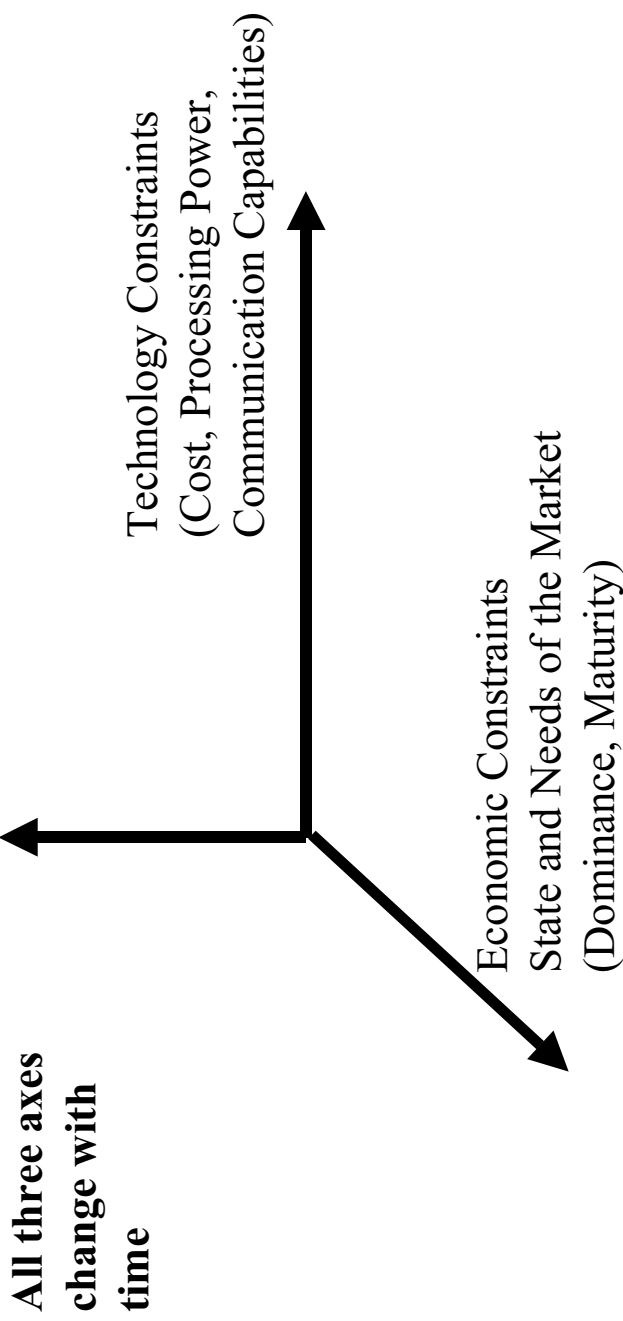 All three axes
change with
time
Technology Constraints
(Cost, Processing Power,
Communication Capabilities)
Economic Constraints
State and Needs of the Market
(Dominance, Maturity)